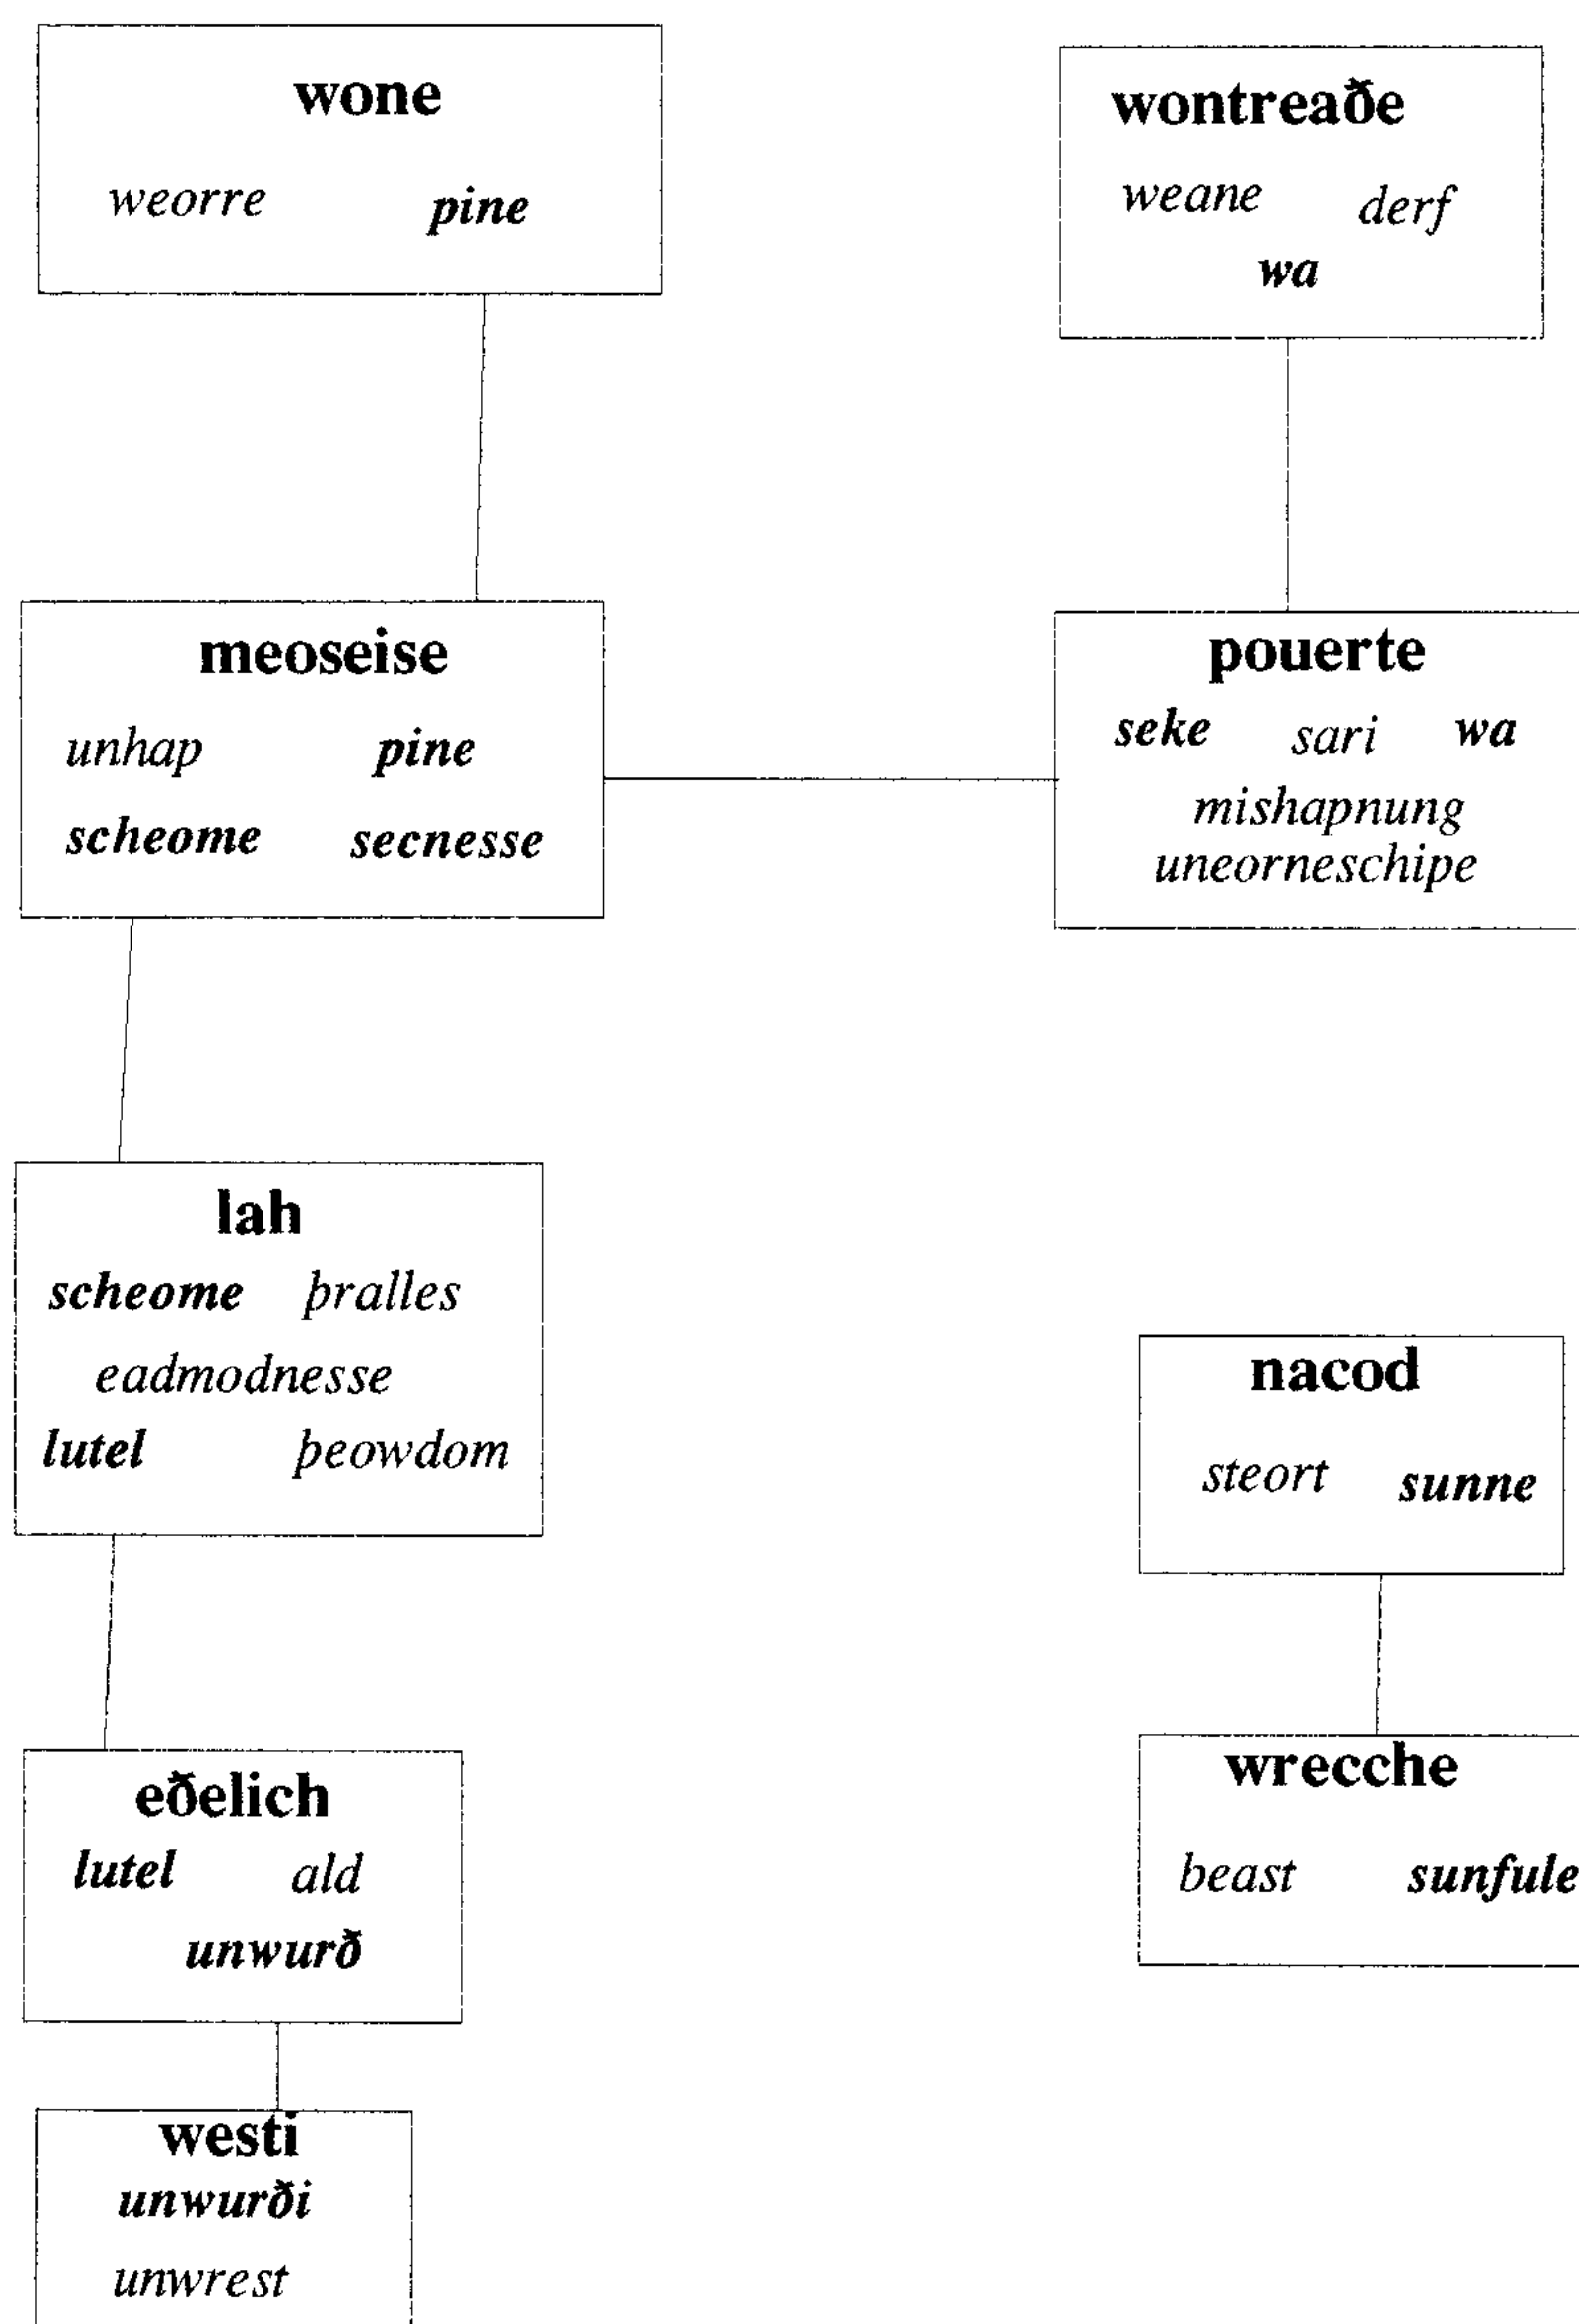 wone
weorre pine
wontreaðe
weane derf
wa
meoseise
unhap pine
scheome secnesse
pouerte
seke sari wa
mishapnung
uneorneschipe
lah
scheome þralles
eadmodnesse
lutel þeowdom
nacod
steort sunne
eðelich
lutel ald
unwurð
wrecche
beast sunfule
westi
unwurði
unwrest